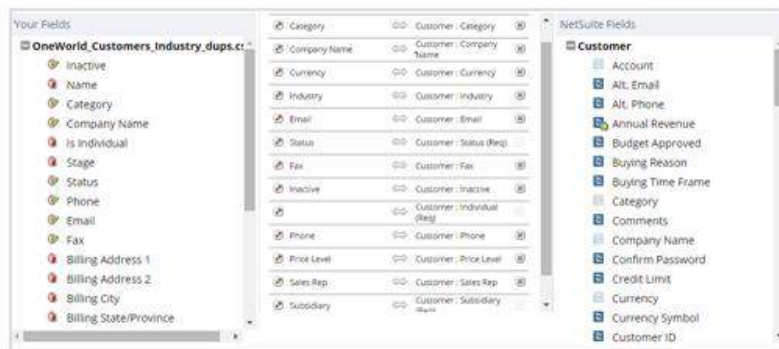 Your Fields
OneWorld_Customers_Industry_dups.cs
Inactive
Name
Category
Company Name
Is Individual
Stage
Status
Phone
Email
Fax
Billing Address 1
Billing Address 2
Billing City
Billing State/Province
Category Customer : Category
Company Name Customer : Company
Name
Currency Customer : Currency
Industry Customer : Industry
Email Customer : Email
Status Customer : Status (Req)
Fax Customer : Fax
Inactive Customer : Inactive
Customer : Individual
(Req)
Phone Customer : Phone
Price Level Customer : Price Level
Sales Rep Customer : Sales Rep
Subsidiary Customer : Subsidiary
NetSuite Fields
Customer
Account
Alt. Email
Alt. Phone
Annual Revenue
Budget Approved
Buying Reason
Buying Time Frame
Category
Comments
Company Name
Confirm Password
Credit Limit
Currency
Currency Symbol
Customer ID